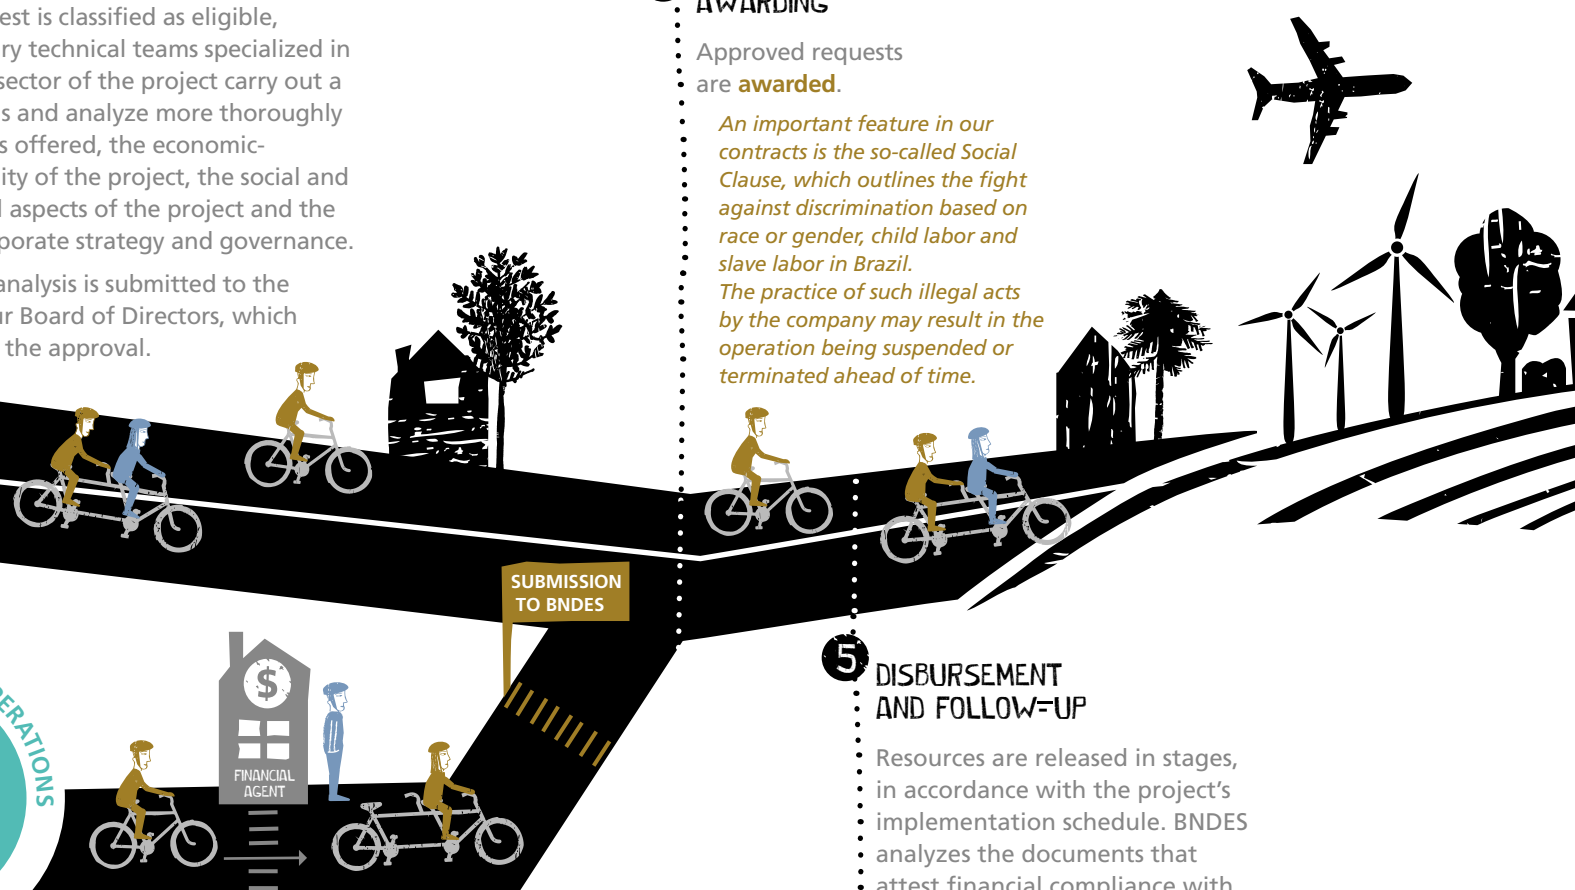 est is classified as eligible,
ry technical teams specialized in
sector of the project carry out a
s and analyze more thoroughly
s offered, the economic-
ity of the project, the social and
l aspects of the project and the
porate strategy and governance.
analysis is submitted to the
ur Board of Directors, which
the approval.
AWARDING
Approved requests
are awarded.
An important feature in our
contracts is the so-called Social
Clause, which outlines the fight
against discrimination based on
race or gender, child labor and
slave labor in Brazil.
The practice of such illegal acts
by the company may result in the
operation being suspended or
terminated ahead of time.
SUBMISSION
TO BNDES
$
FINANCIAL
AGENT
ERATIONS
5
DISBURSEMENT
AND FOLLOW-UP
Resources are released in stages,
in accordance with the project's
implementation schedule. BNDES
analyzes the documents that
attest financial compliance with